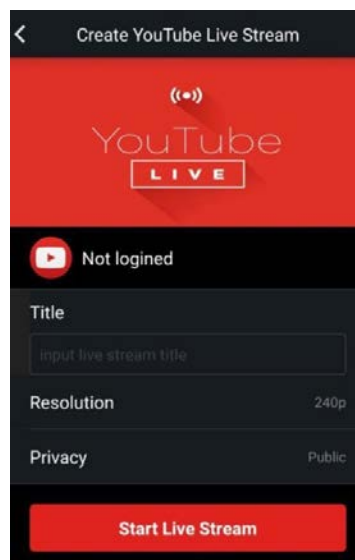 Create YouTube Live Stream
YouTube
LIVE
Not logined
Title
input live stream title
Resolution 240p
Privacy Public
Start Live Stream